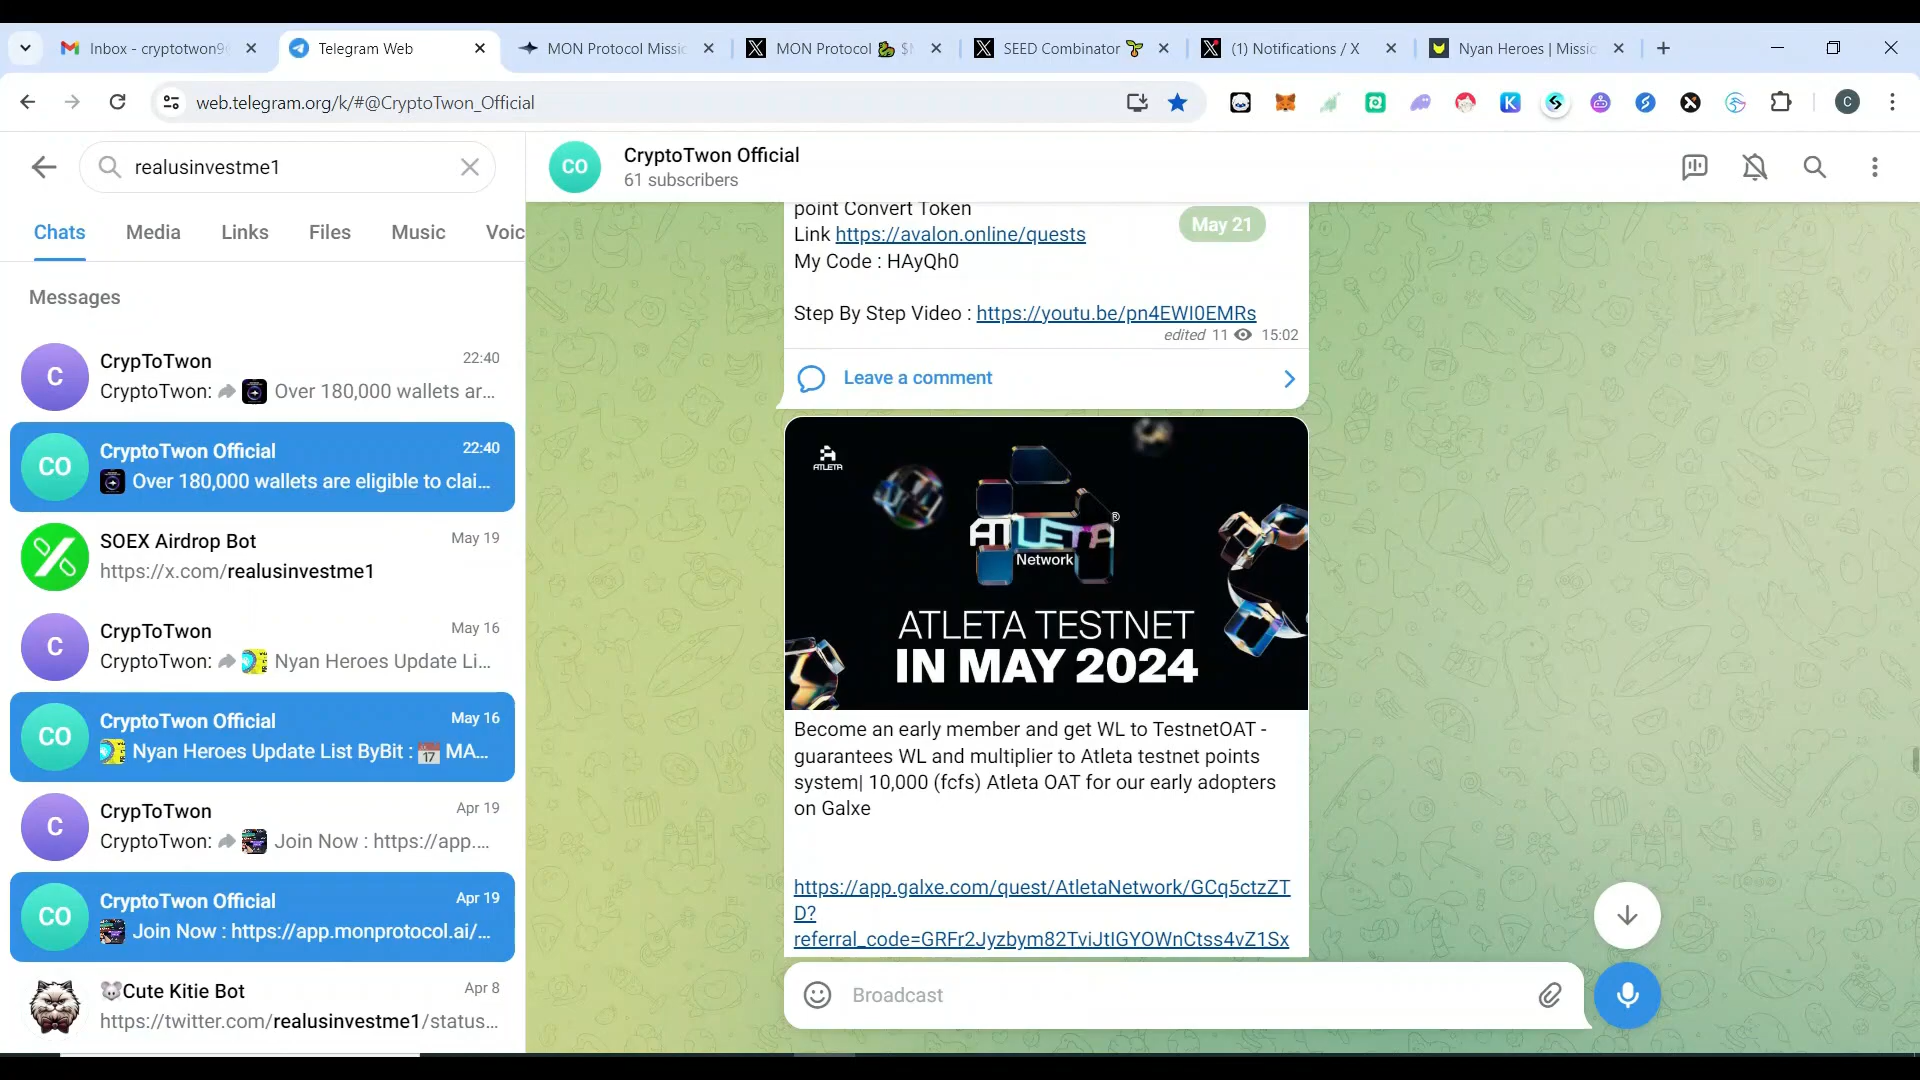 Inbox - cryptotwon9
Telegram Web
MON Protocol Missic
MON Protocol
SEED Combinator
(1) Notifications / X
Nyan Heroes | Missic
web.telegram.org/k/#@CryptoTwon_Official
C
realusinvestme1
Chats
Media
Links
Files
Music
Voic
Messages
C
CrypToTwon
22:40
CryptoTwon: Over 180,000 wallets ar...
CO
CryptoTwon Official
22:40
Over 180,000 wallets are eligible to clai...
SOEX Airdrop Bot
May 19
https://x.com/realusinvestme1
C
CrypToTwon
May 16
CryptoTwon: Nyan Heroes Update Li...
CO
CryptoTwon Official
May 16
Nyan Heroes Update List ByBit : 17 MA...
C
CrypToTwon
Apr 19
CryptoTwon: Join Now : https://app....
CO
CryptoTwon Official
Apr 19
Join Now : https://app.monprotocol.ai/...
Cute Kitie Bot
Apr 8
https://twitter.com/realusinvestme1/status...
CO
CryptoTwon Official
61 subscribers
point Convert Token
May 21
Link https://avalon.online/quests
My Code : HAyQh0
Step By Step Video : https://youtu.be/pn4EWI0EMRs
edited 11 15:02
Leave a comment
ATLETA
ATLETA ®
Network
ATLETA TESTNET
IN MAY 2024
Become an early member and get WL to TestnetOAT -
guarantees WL and multiplier to Atleta testnet points
system| 10,000 (fcfs) Atleta OAT for our early adopters
on Galxe
https://app.galxe.com/quest/AtletaNetwork/GCq5ctzZT
D?
referral_code=GRFr2Jyzbym82TviJtIGYOWnCtss4vZ1Sx
Broadcast